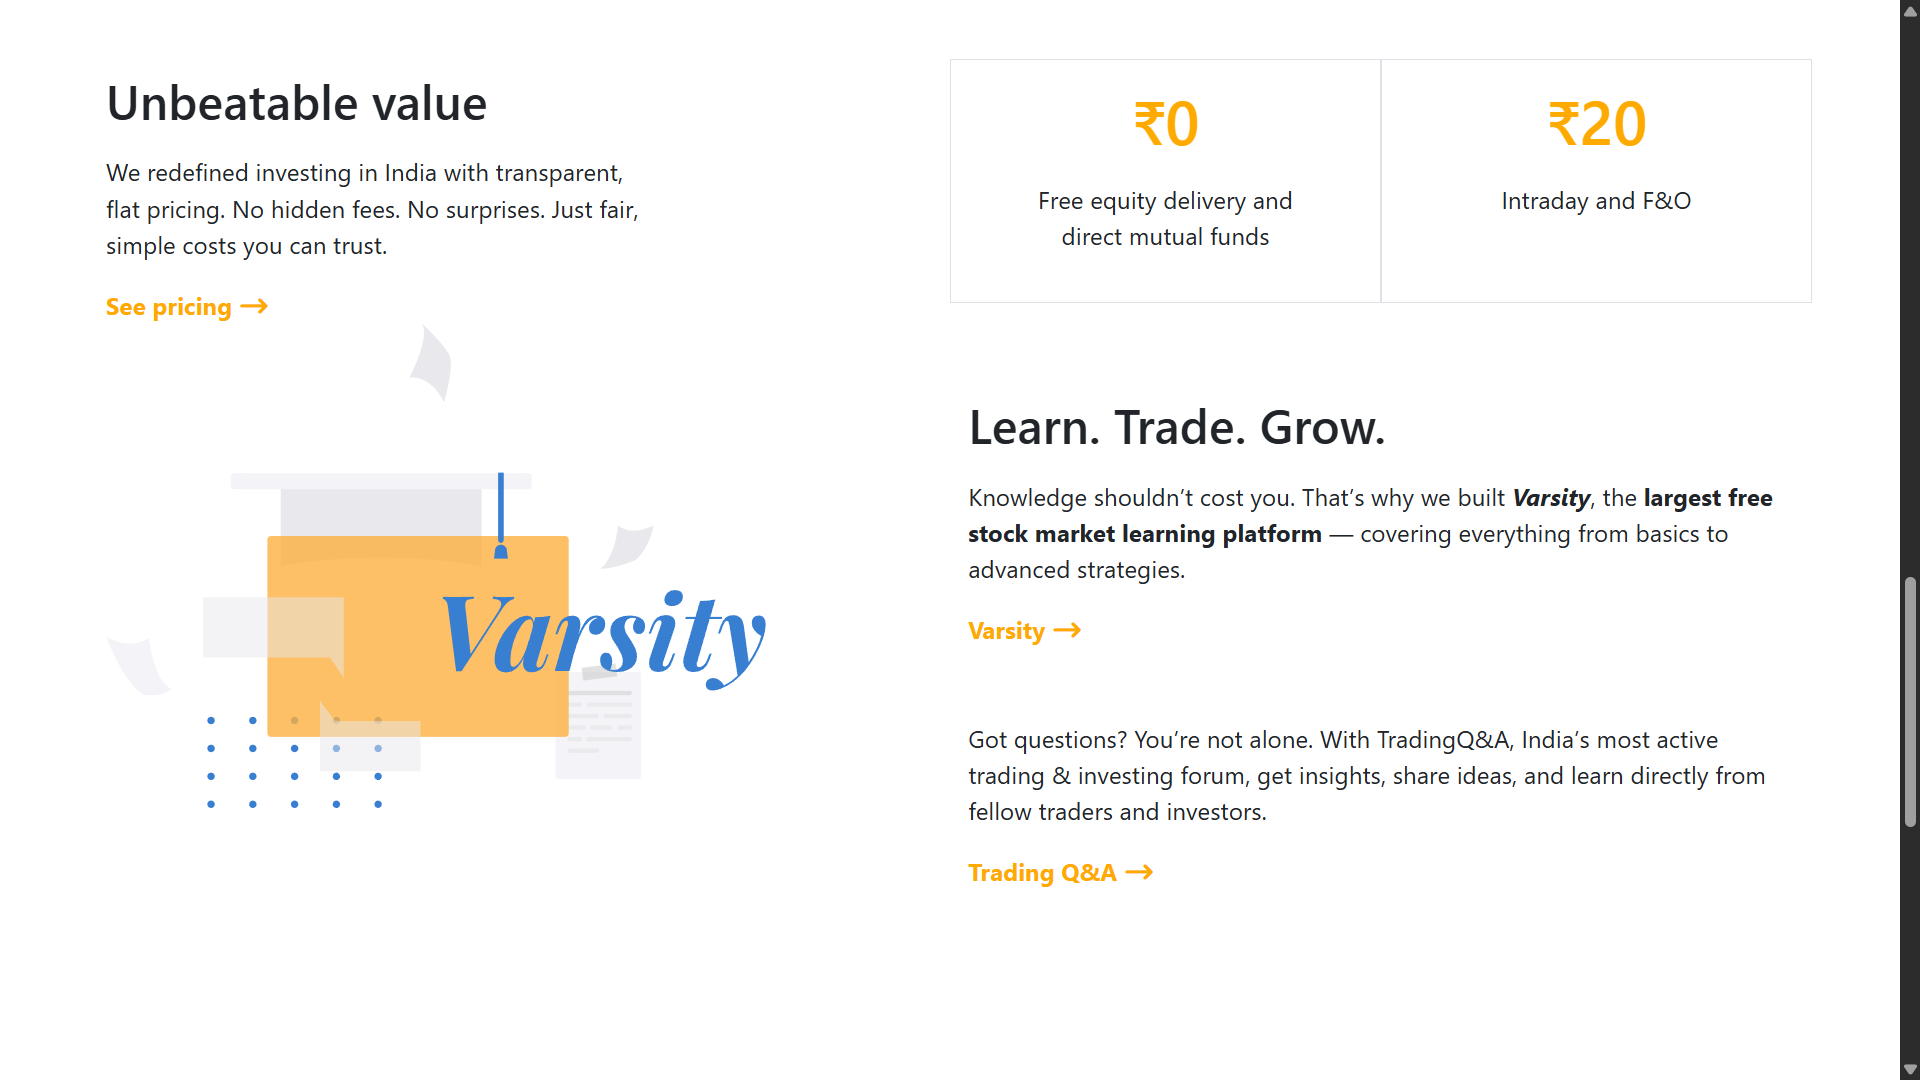 Unbeatable value
We redefined investing in India with transparent,
flat pricing. No hidden fees. No surprises. Just fair,
simple costs you can trust.
See pricing →
₹0
Free equity delivery and
direct mutual funds
₹20
Intraday and F&O
Varsity
Learn. Trade. Grow.
Knowledge shouldn’t cost you. That’s why we built Varsity, the largest free
stock market learning platform — covering everything from basics to
advanced strategies.
Varsity →
Got questions? You’re not alone. With TradingQ&A, India’s most active
trading & investing forum, get insights, share ideas, and learn directly from
fellow traders and investors.
Trading Q&A →